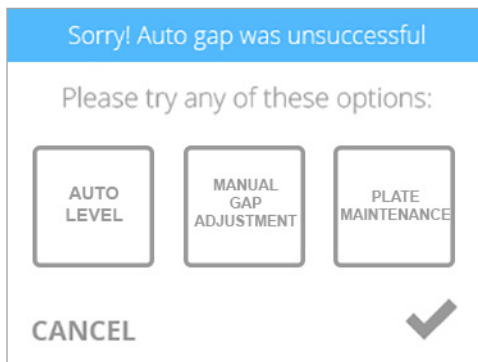 Sorry! Auto gap was unsuccessful
Please try any of these options:
AUTO
LEVEL
MANUAL
GAP
ADJUSTMENT
PLATE
MAINTENANCE
CANCEL